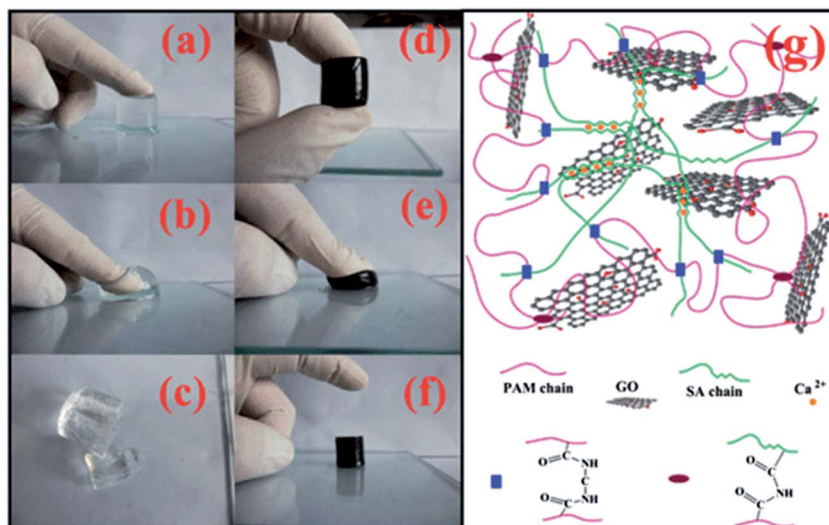 (a)
(d)
(g)
(b)
(e)
(c)
(f)
PAM chain GO SA chain Ca2+
O C NH
C
O C NH
O C
NH
O C